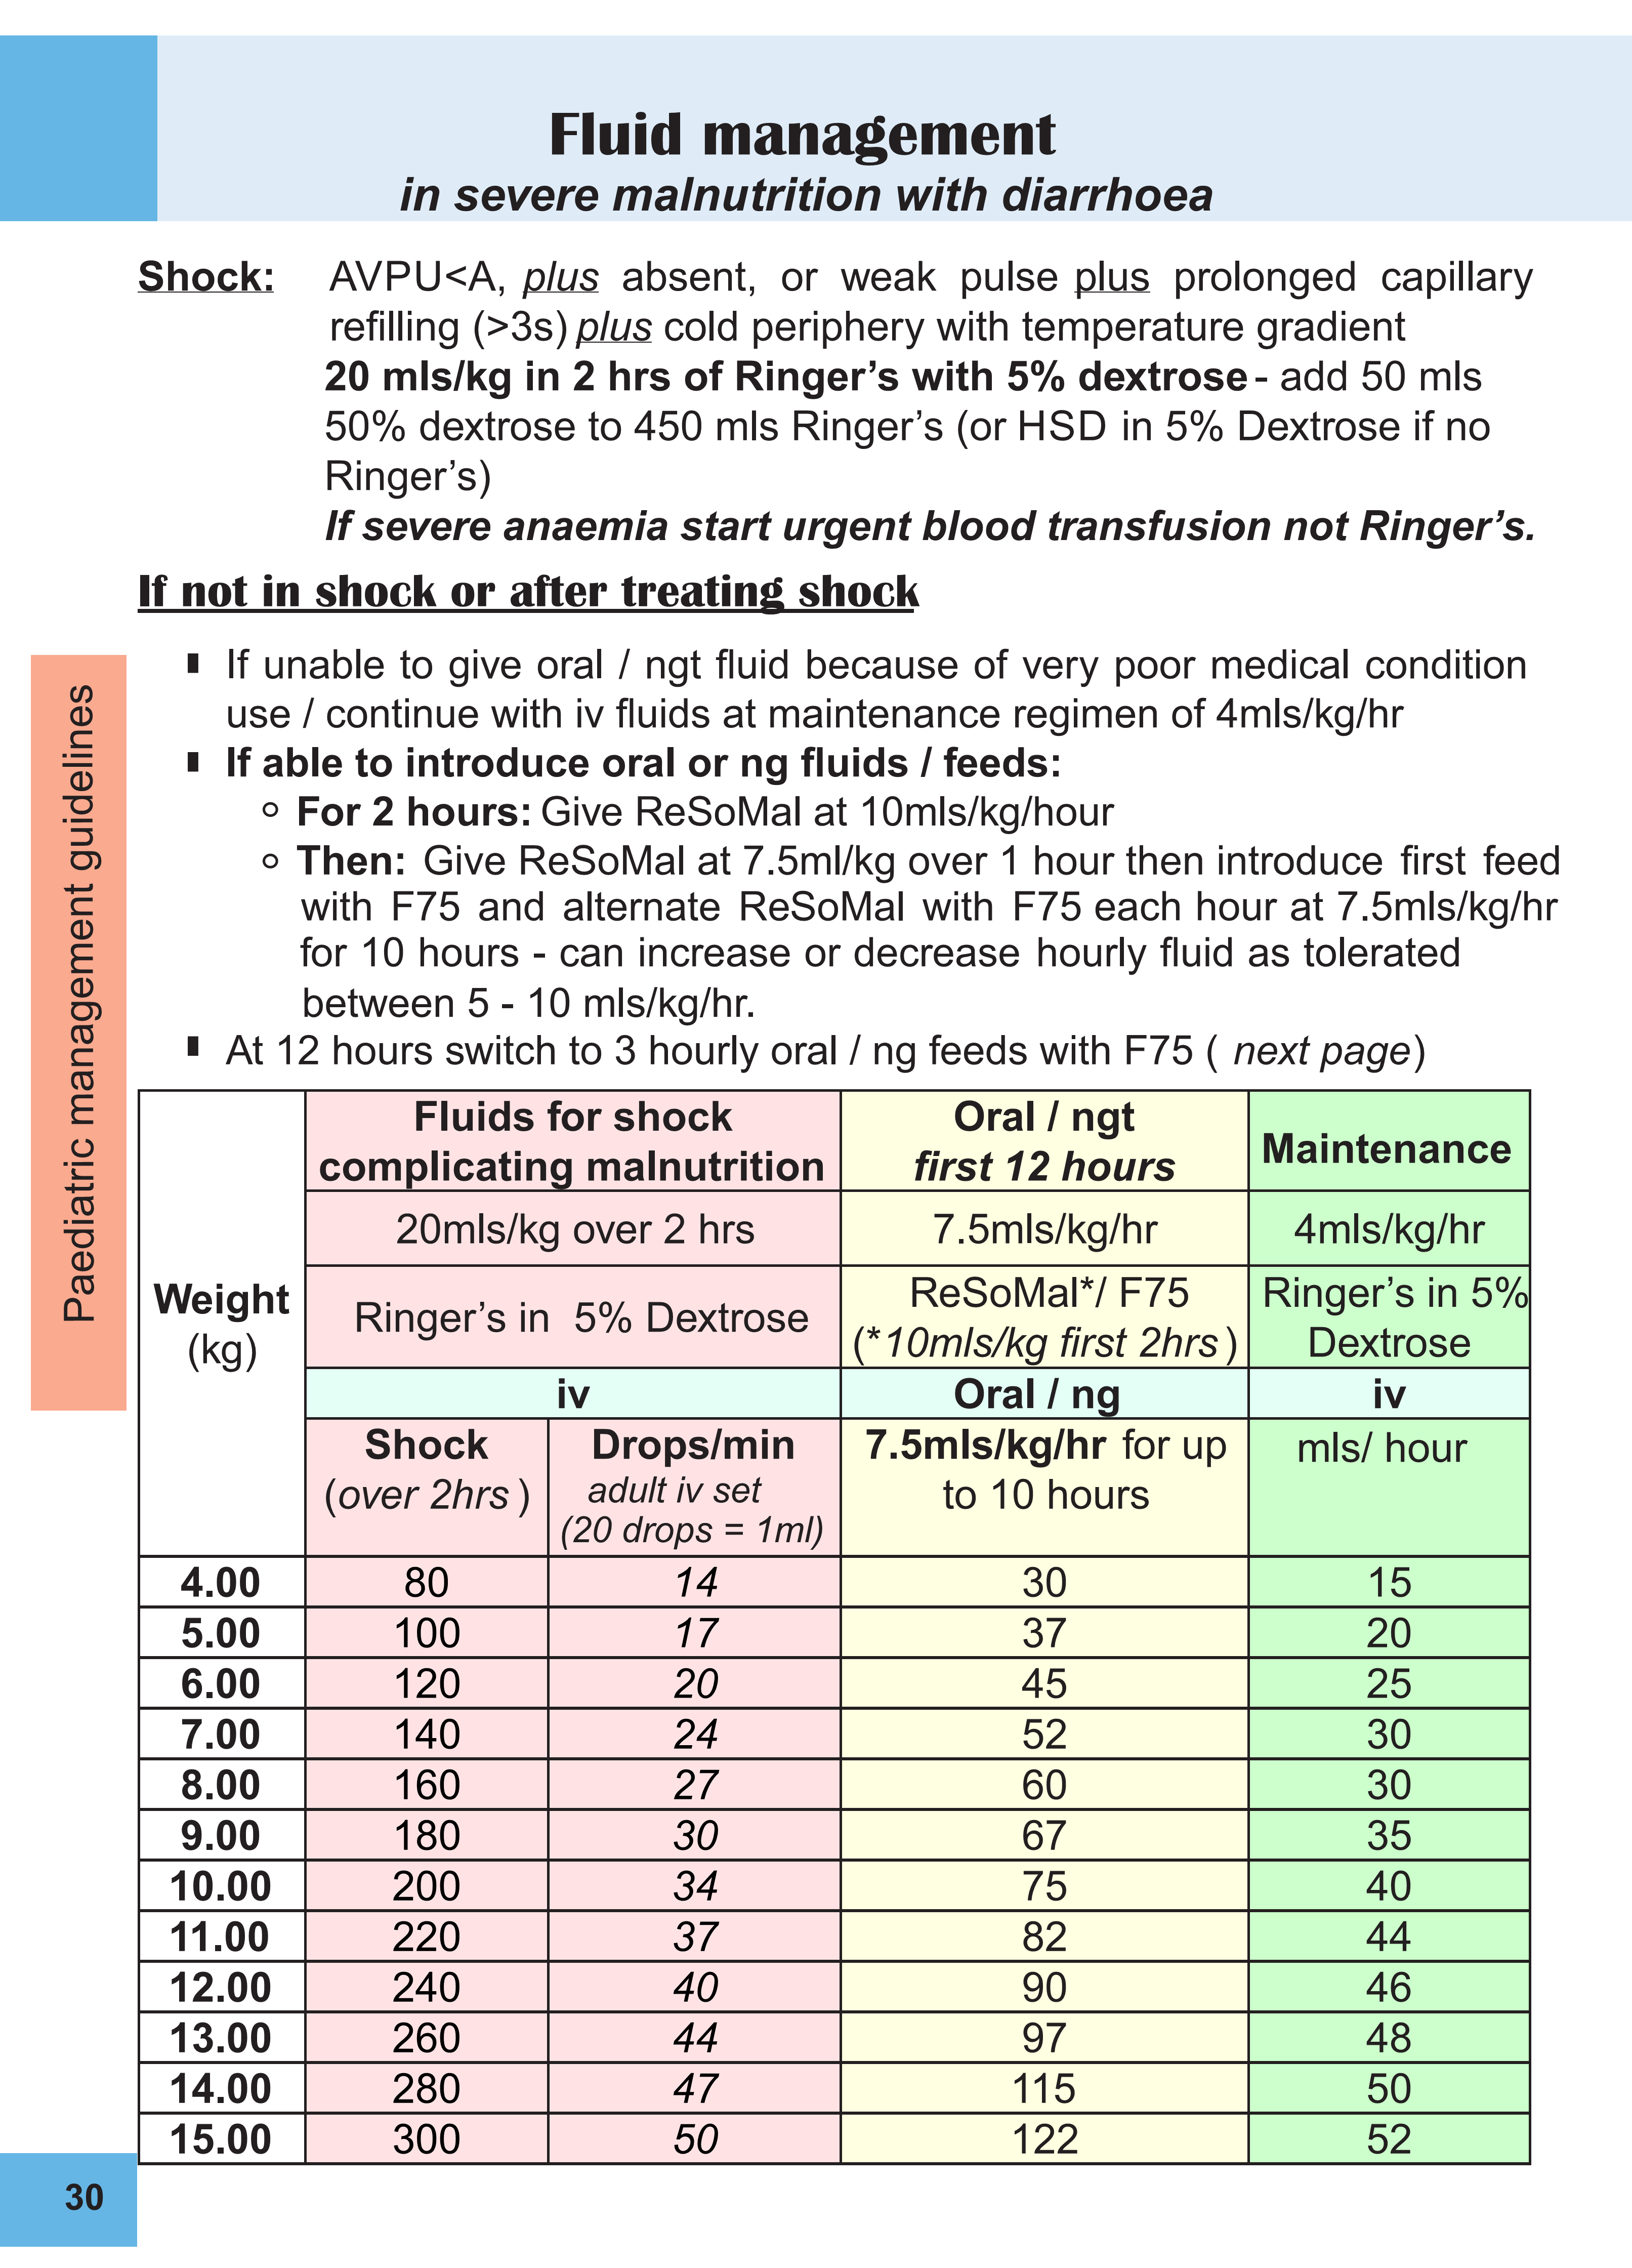 Fluid management
in severe malnutrition with diarrhoea
Shock: AVPU<A, plus absent, or weak pulse plus prolonged capillary
refilling (>3s) plus cold periphery with temperature gradient
20 mls/kg in 2 hrs of Ringer’s with 5% dextrose - add 50 mls
50% dextrose to 450 mls Ringer’s (or HSD in 5% Dextrose if no
Ringer’s)
If severe anaemia start urgent blood transfusion not Ringer’s.
If not in shock or after treating shock
If unable to give oral / ngt fluid because of very poor medical condition
use / continue with iv fluids at maintenance regimen of 4mls/kg/hr
If able to introduce oral or ng fluids / feeds:
For 2 hours: Give ReSoMal at 10mls/kg/hour
Then: Give ReSoMal at 7.5ml/kg over 1 hour then introduce first feed
with F75 and alternate ReSoMal with F75 each hour at 7.5mls/kg/hr
for 10 hours - can increase or decrease hourly fluid as tolerated
between 5 - 10 mls/kg/hr.
At 12 hours switch to 3 hourly oral / ng feeds with F75 ( next page)
Paediatric management guidelines
Weight
(kg)
Fluids for shock
complicating malnutrition
Oral / ngt
first 12 hours
Maintenance
20mls/kg over 2 hrs 7.5mls/kg/hr 4mls/kg/hr
Ringer’s in 5% Dextrose
ReSoMal*/ F75
(*10mls/kg first 2hrs )
Ringer’s in 5%
Dextrose
iv Oral / ng iv
Shock
(over 2hrs )
Drops/min
adult iv set
(20 drops = 1ml)
7.5mls/kg/hr for up
to 10 hours
mls/ hour
4.00 80 14 30 15
5.00 100 17 37 20
6.00 120 20 45 25
7.00 140 24 52 30
8.00 160 27 60 30
9.00 180 30 67 35
10.00 200 34 75 40
11.00 220 37 82 44
12.00 240 40 90 46
13.00 260 44 97 48
14.00 280 47 115 50
15.00 300 50 122 52
30